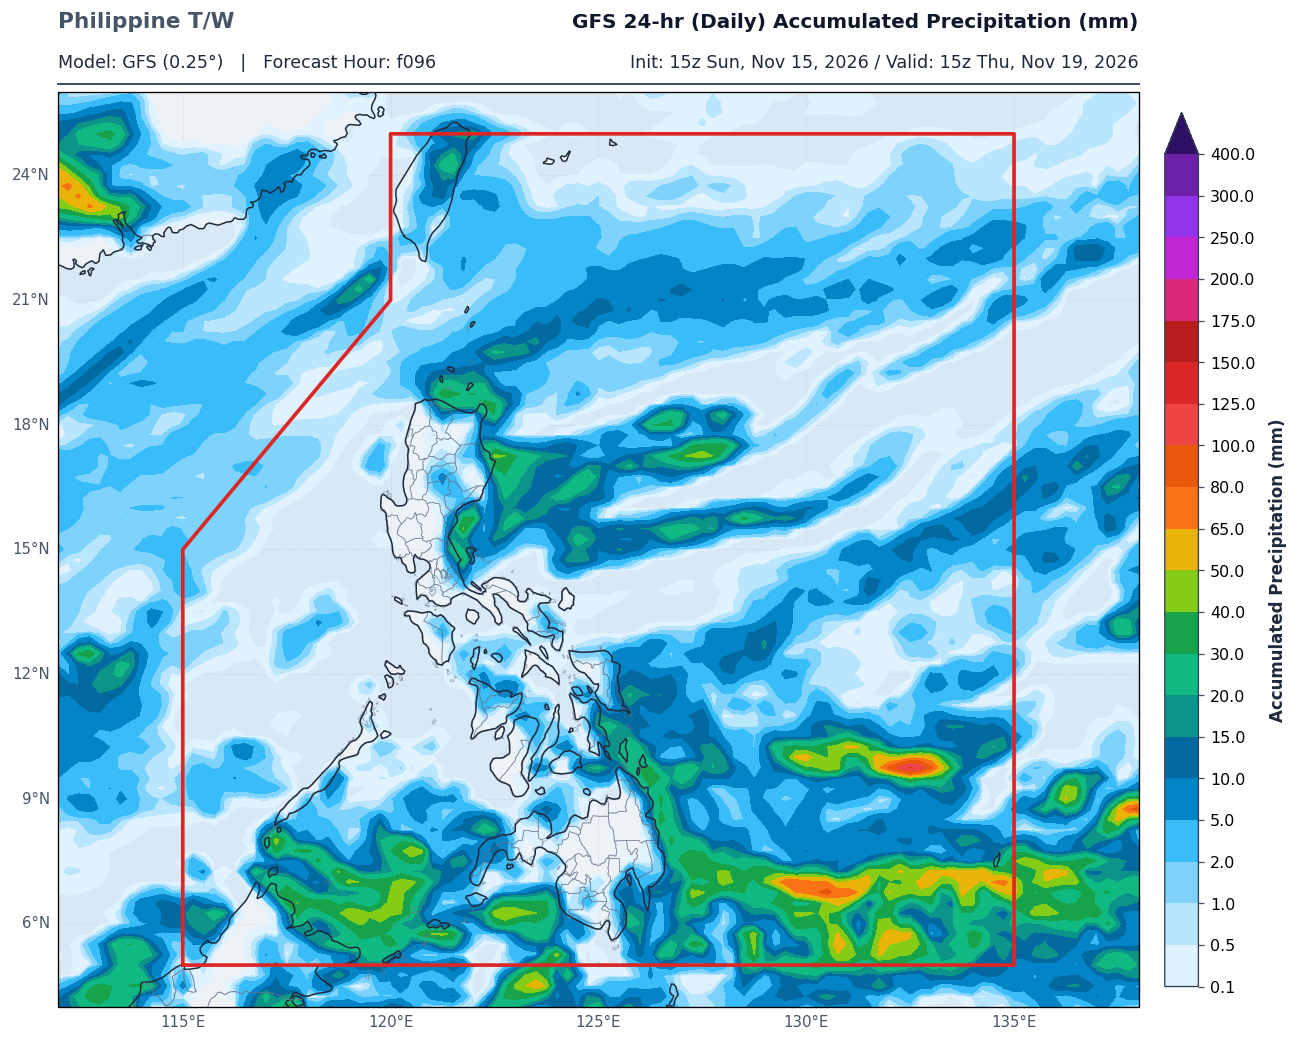 Philippine T/W
GFS 24-hr (Daily) Accumulated Precipitation (mm)
Model: GFS (0.25°) | Forecast Hour: f096
Init: 15z Sun, Nov 15, 2026 / Valid: 15z Thu, Nov 19, 2026
24°N
21°N
18°N
15°N
12°N
9°N
6°N
115°E
120°E
125°E
130°E
135°E
400.0
300.0
250.0
200.0
175.0
150.0
125.0
100.0
80.0
65.0
50.0
40.0
30.0
20.0
15.0
10.0
5.0
2.0
1.0
0.5
0.1
Accumulated Precipitation (mm)